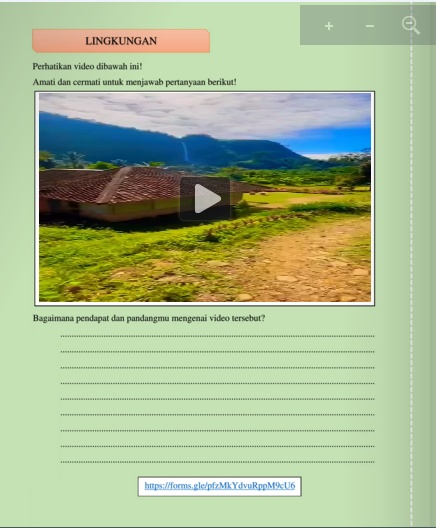 LINGKUNGAN
Perhatikan video dibawah ini!
Amati dan cermati untuk menjawab pertanyaan berikut!
Bagaimana pendapat dan pandangmu mengenai video tersebut?
https://forms.gle/pfzMkYdvuRppM9cU6